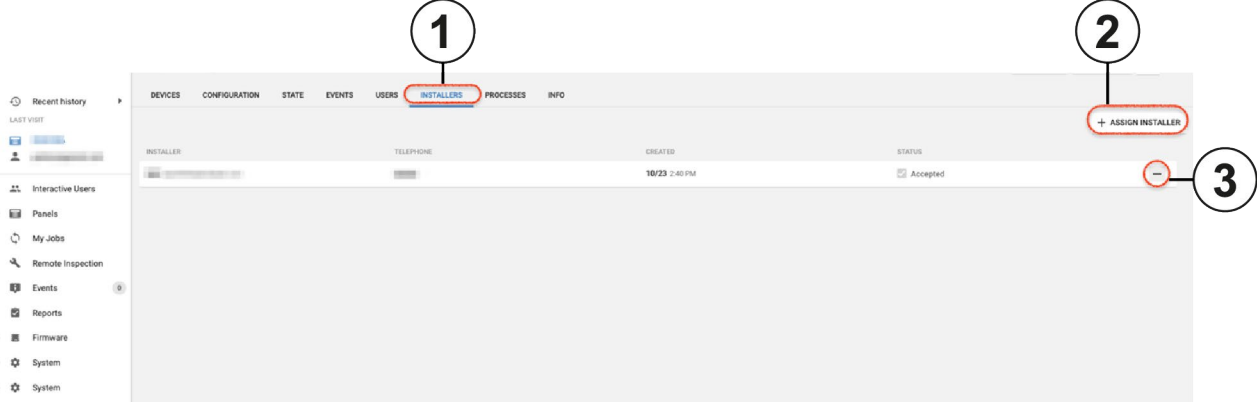 1
2
Recent history
DEVICES CONFIGURATION STATE EVENTS USERS INSTALLERS PROCESSES INFO
LAST VISIT
+ ASSIGN INSTALLER
INSTALLER TELEPHONE CREATED STATUS
10/23 2:40 PM Accepted
3
Interactive Users
Panels
My Jobs
Remote Inspection
Events 0
Reports
Firmware
System
System